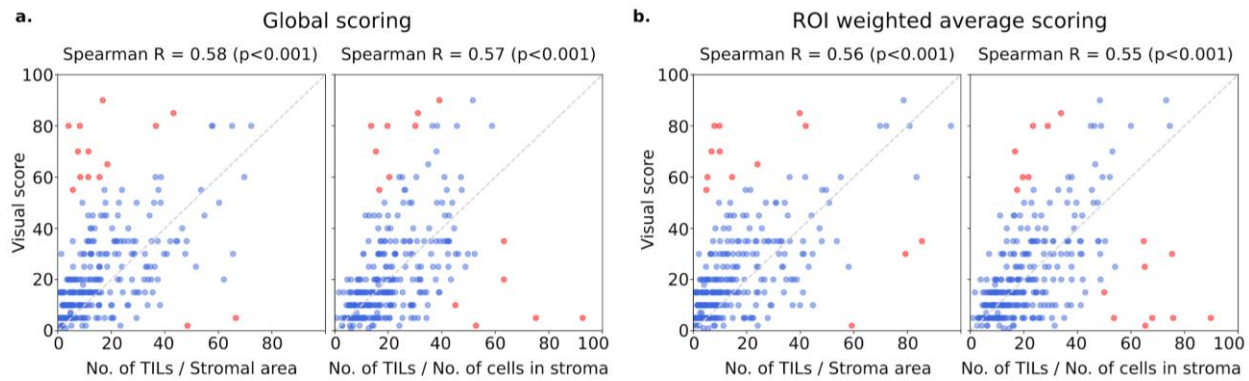 a.
Global scoring
Spearman R = 0.58 (p<0.001)
Spearman R = 0.57 (p<0.001)
Visual score
100
80
60
40
20
0
0 20 40 60 80
0 20 40 60 80 100
No. of TILs / Stromal area
No. of TILs / No. of cells in stroma
b.
ROI weighted average scoring
Spearman R = 0.56 (p<0.001)
Spearman R = 0.55 (p<0.001)
Visual score
100
80
60
40
20
0
0 20 40 60 80
0 20 40 60 80 100
No. of TILs / Stromal area
No. of TILs / No. of cells in stroma